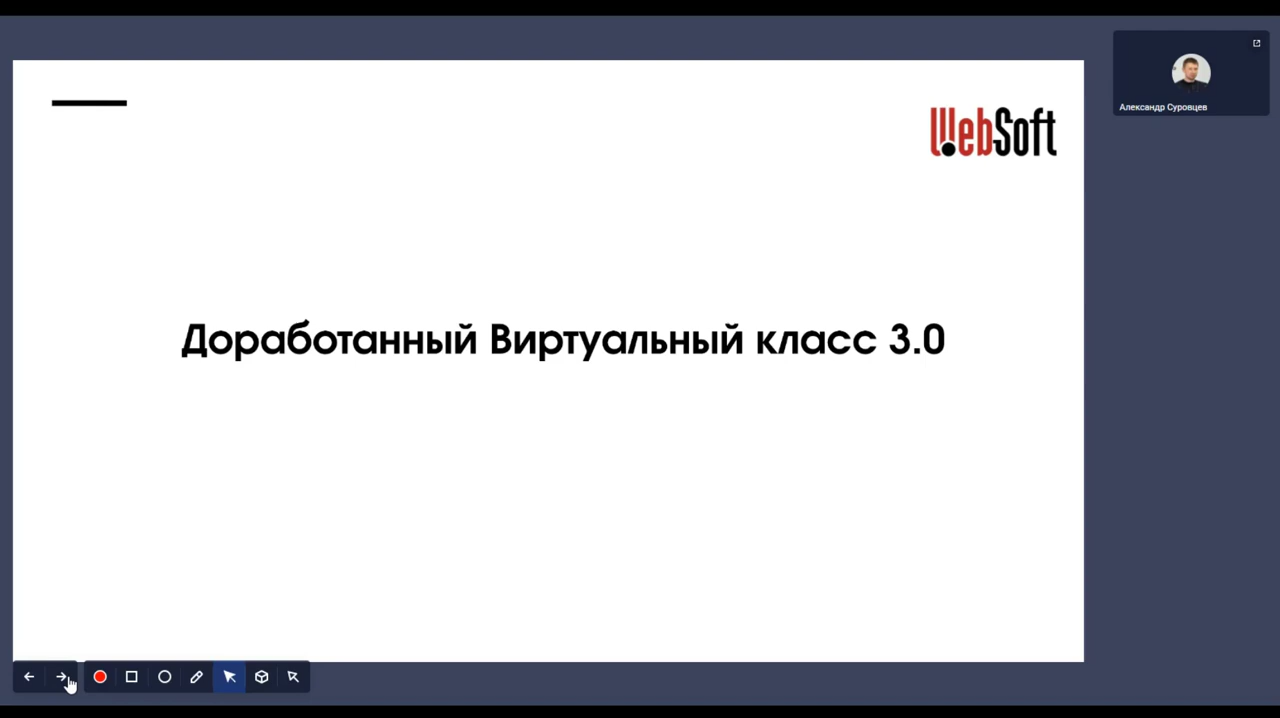 WebSoft
Александр Суровцев
Доработанный Виртуальный класс 3.0